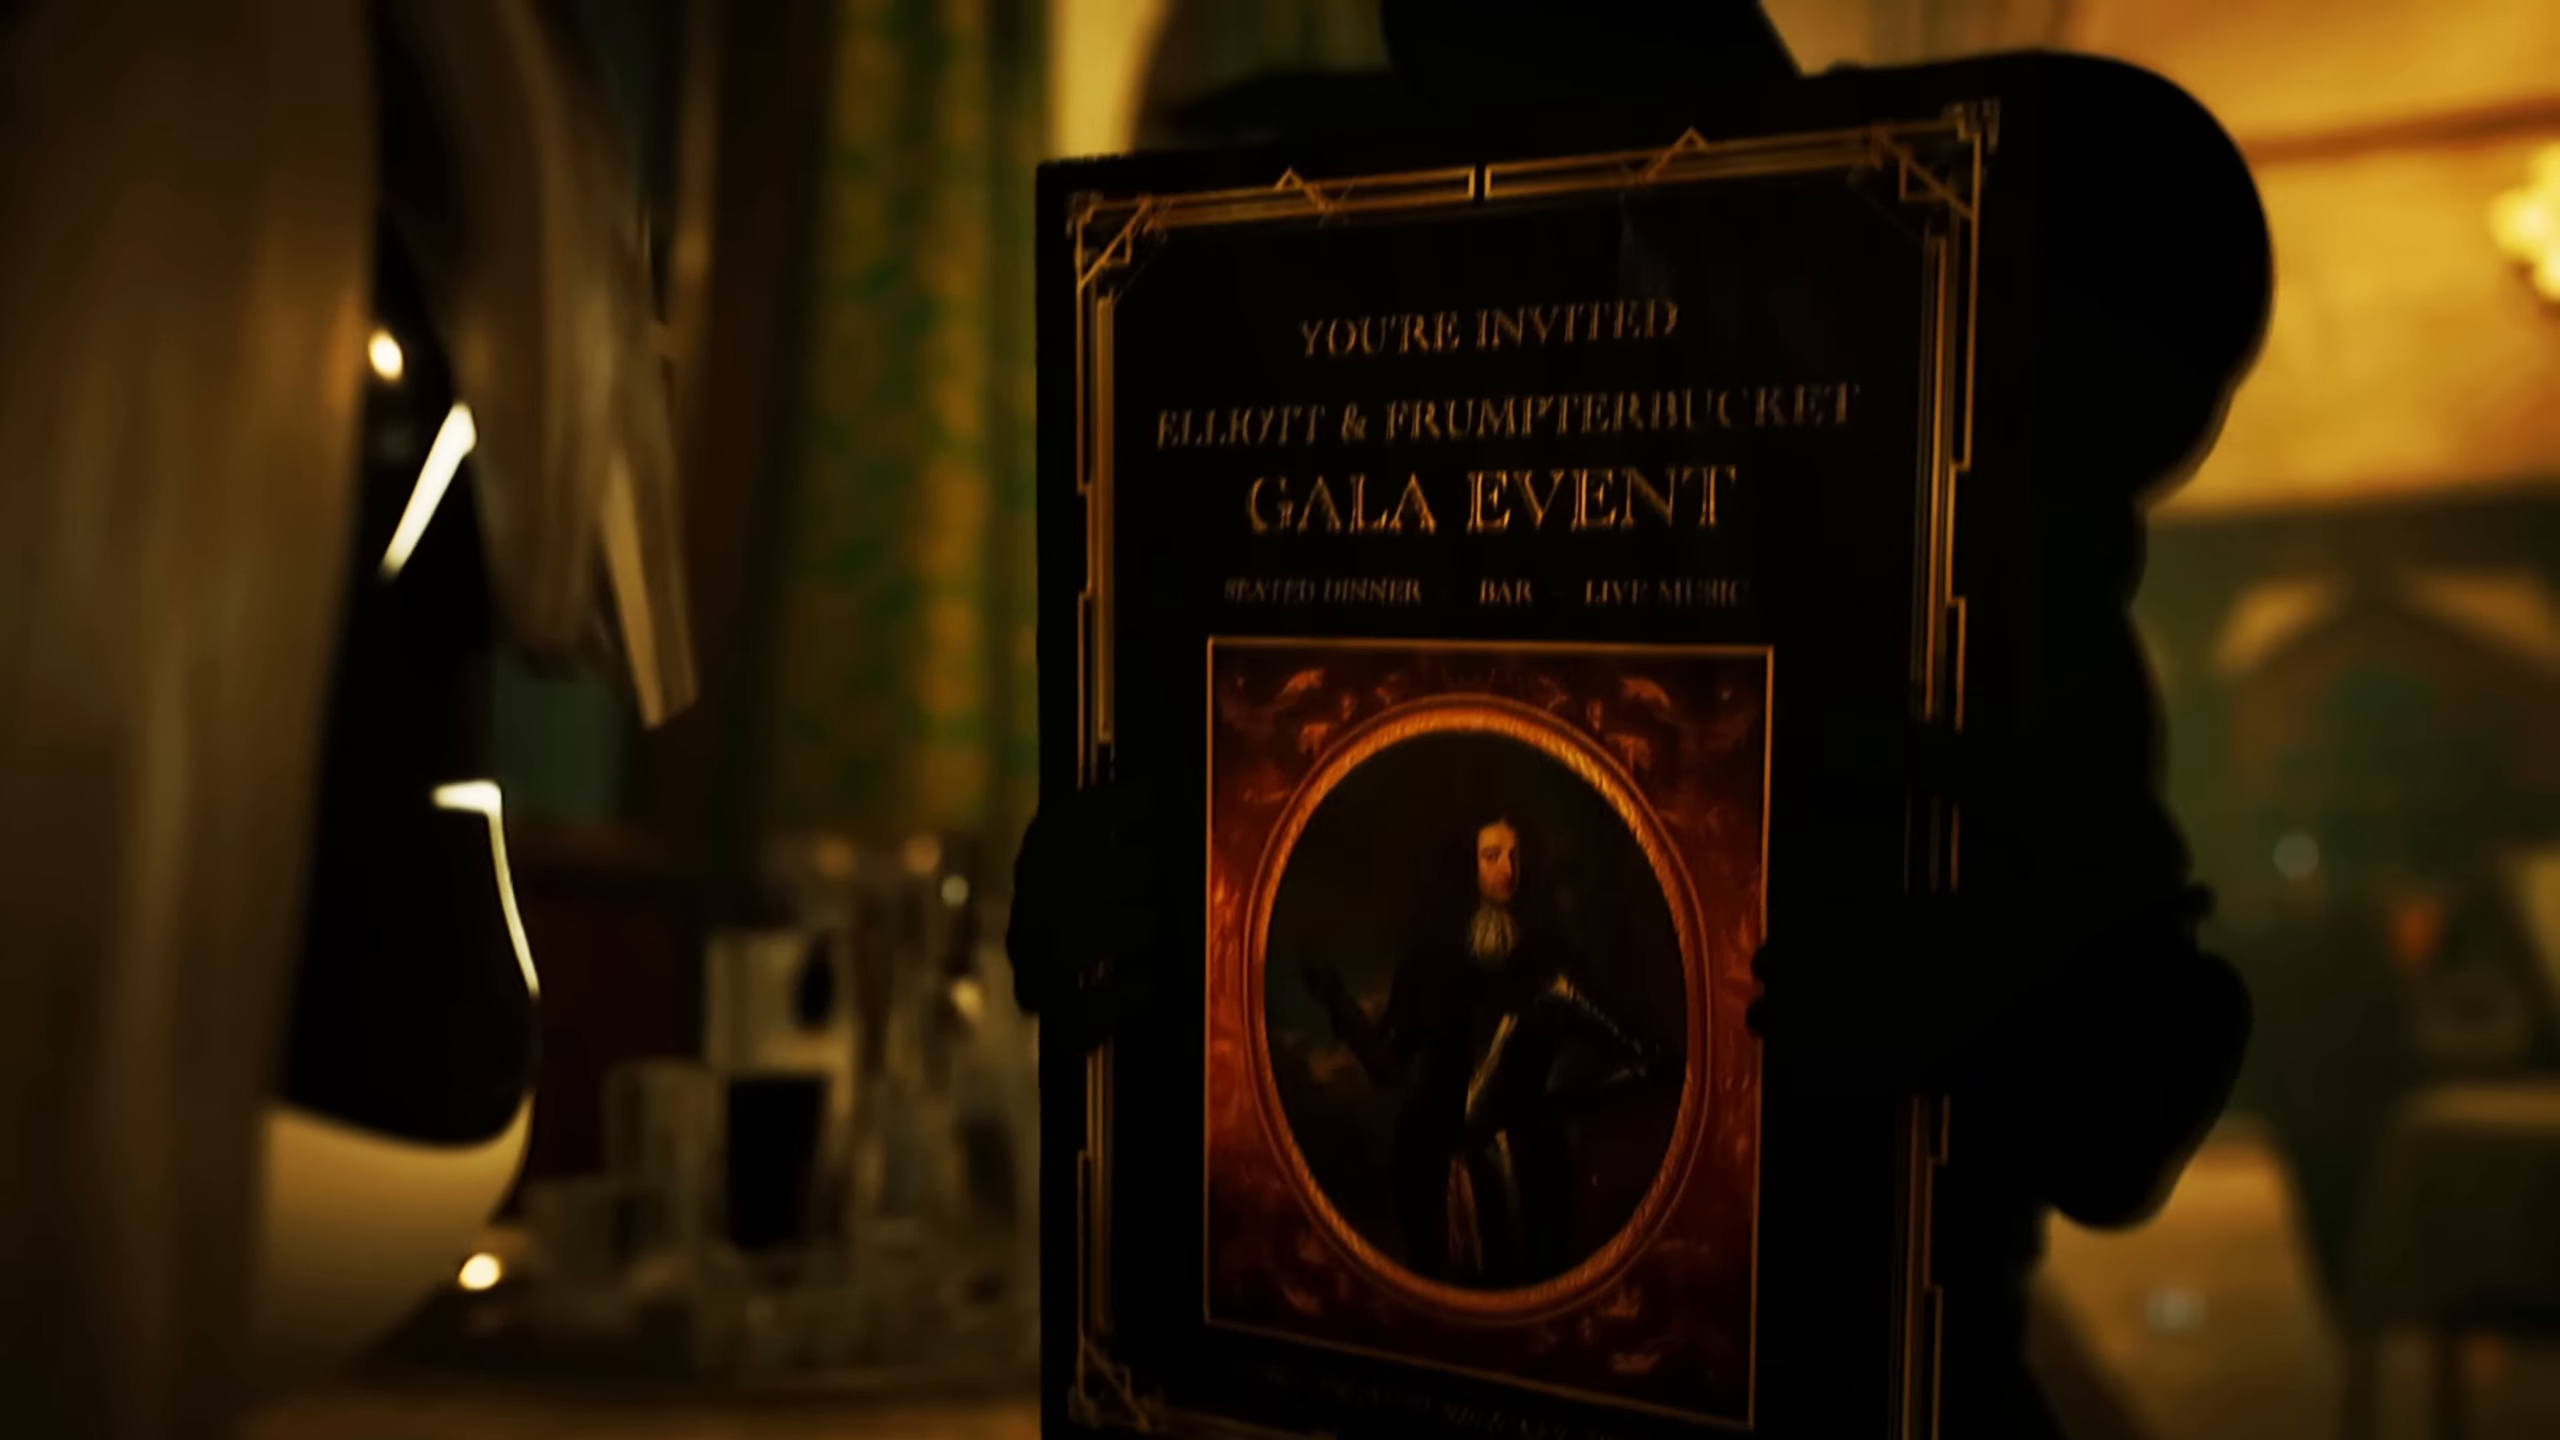 YOU'RE INVITED
ELLIOTT & FRUMPTERBUCKET
GALA EVENT
SEATED DINNER - BAR - LIVE MUSIC